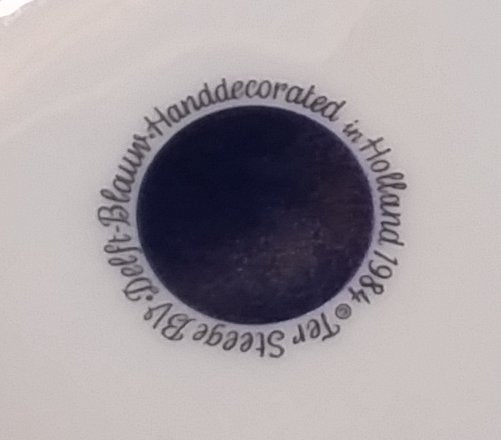 Delft-Blauw.Handdecorated in Holland 1984 © Ter Steege BV.